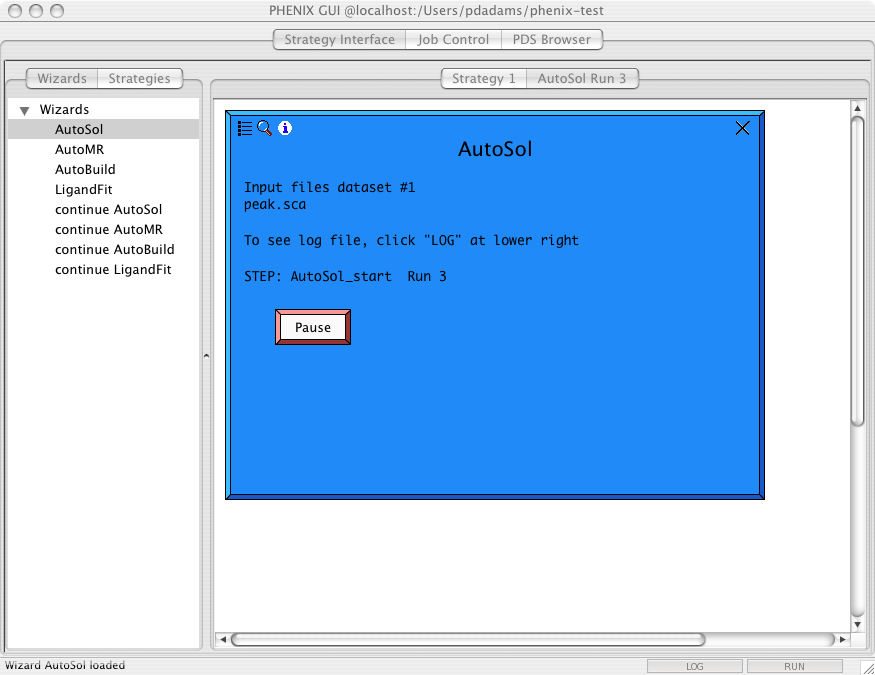 PHENIX GUI @localhost:/Users/pdadams/phenix-test
Strategy Interface Job Control PDS Browser
Wizards Strategies
Strategy 1 AutoSol Run 3
Wizards
AutoSol
AutoMR
AutoBuild
LigandFit
continue AutoSol
continue AutoMR
continue AutoBuild
continue LigandFit
AutoSol
Input files dataset #1
peak.sca
To see log file, click "LOG" at lower right
STEP: AutoSol_start Run 3
Pause
Wizard AutoSol loaded
LOG RUN